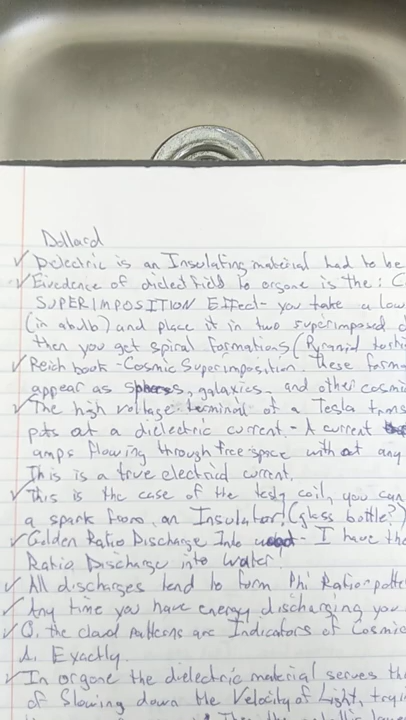 Dollard
✓ Dielectric is an Insulating material had to be
✓ Eivedence of dielect field to orgone is the : C
SUPERIMPOSITION Effect - you take a low
(in a bulb) and place it in two superimposed
then you get spiral formations (Pyramid
✓ Reich book - Cosmic Superimposition. these form
appear as galaxies, and other cosmic
✓ The high voltage terminal of a Tesla trans
puts out a dielectric current - A current
amps flowing through free space without any
This is a true electrical current.
✓ This is the case of the tesla coil, you can
a spark from an Insulator! (glass bottle?)
✓ Golden Ratio Discharge Into - I have the
Ratio Discharge into water!
✓ All discharges tend to form Phi Ratio patte
✓ Any time you have energy discharging you
✓ Q. the cloud patterns are Indicators of Cosmic
A. Exactly.
✓ In orgone the dielectric material serves th
of Slowing down the Velocity of Light, tryin